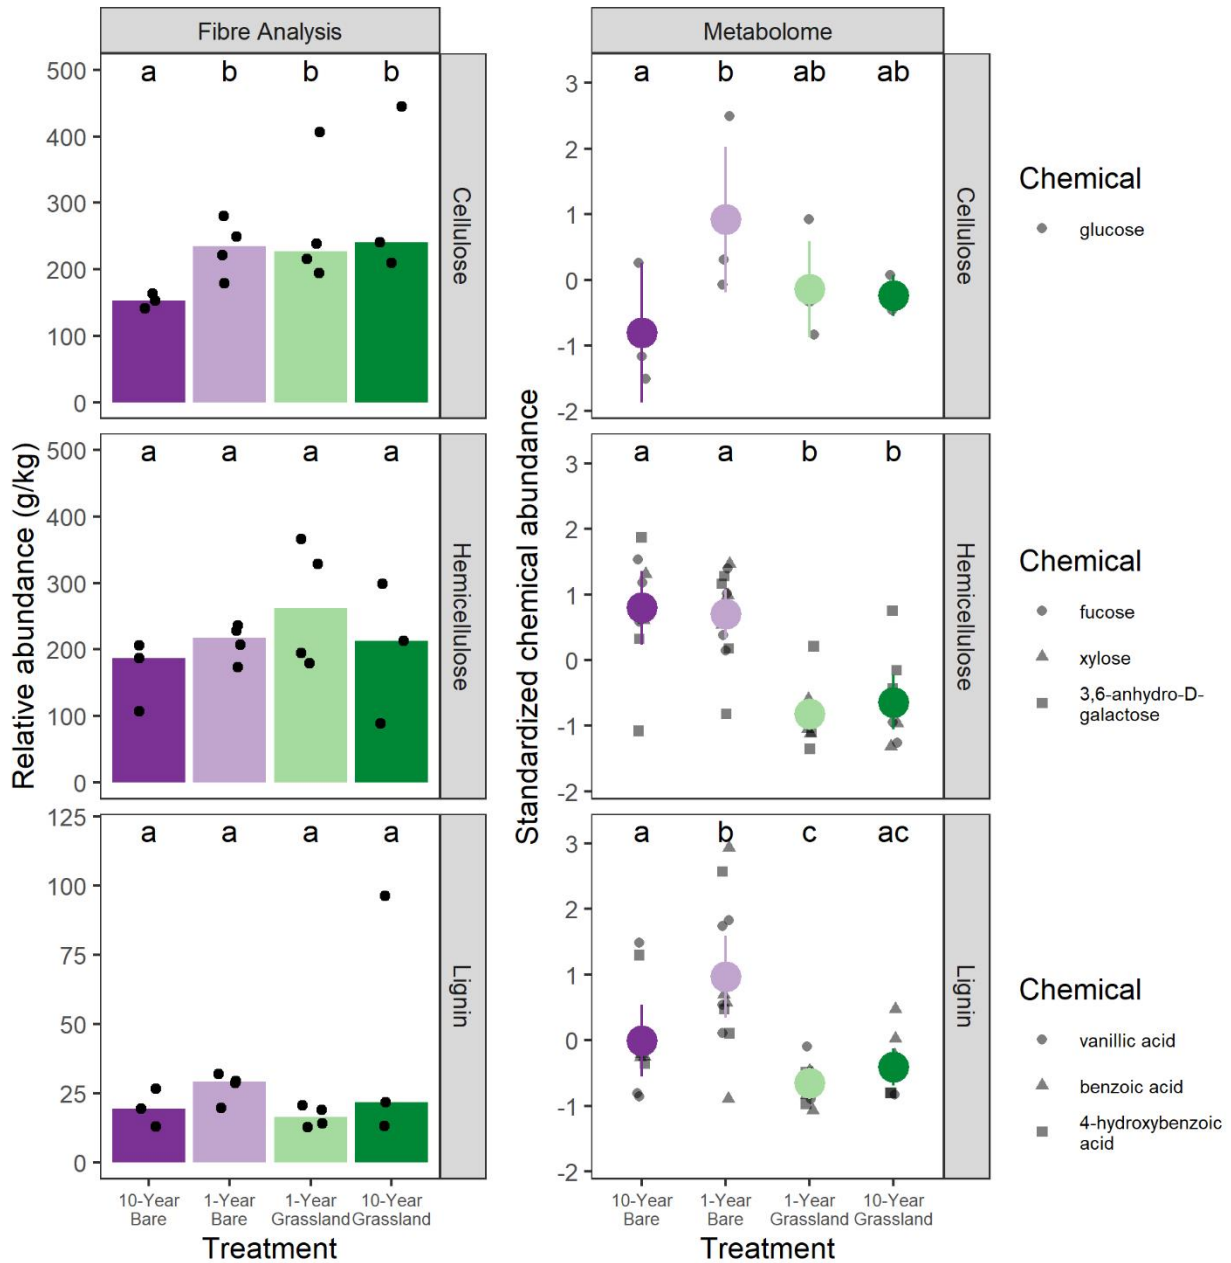 Fibre Analysis
Metabolome
a b b b
500
400
300
200
100
0
Cellulose
a b ab ab
3
2
1
0
-1
-2
Cellulose
Chemical
glucose
Relative abundance (g/kg)
a a a a
500
400
300
200
100
0
Hemicellulose
Standardized chemical abundance
a a b b
3
2
1
0
-1
-2
Hemicellulose
Chemical
fucose
xylose
3,6-anhydro-D-
galactose
a a a a
125
100
75
50
25
0
Lignin
a b c ac
3
2
1
0
-1
-2
Lignin
Chemical
vanillic acid
benzoic acid
4-hydroxybenzoic
acid
10-Year 1-Year 1-Year 10-Year
Bare Bare Grassland Grassland
Treatment
10-Year 1-Year 1-Year 10-Year
Bare Bare Grassland Grassland
Treatment